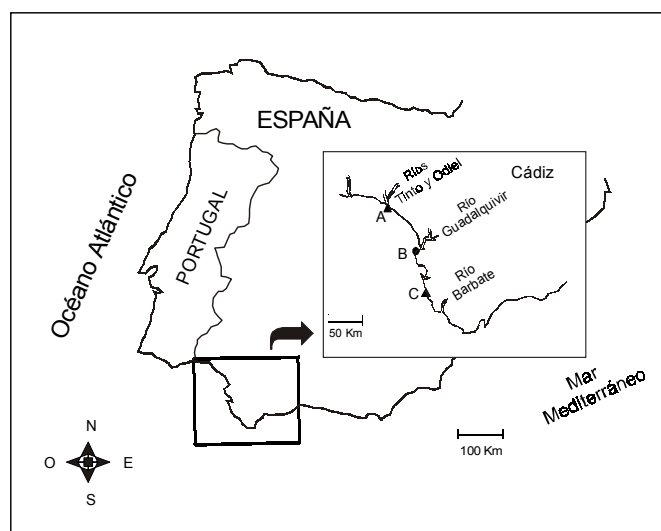 ESPAÑA
Cádiz
Ríos
Tinto y Odiel
A
Río
Guadalquivir
B
Río
Barbate
C
50 Km
PORTUGAL
Océano Atlántico
Mar
Mediterráneo
100 Km
N
O
E
S